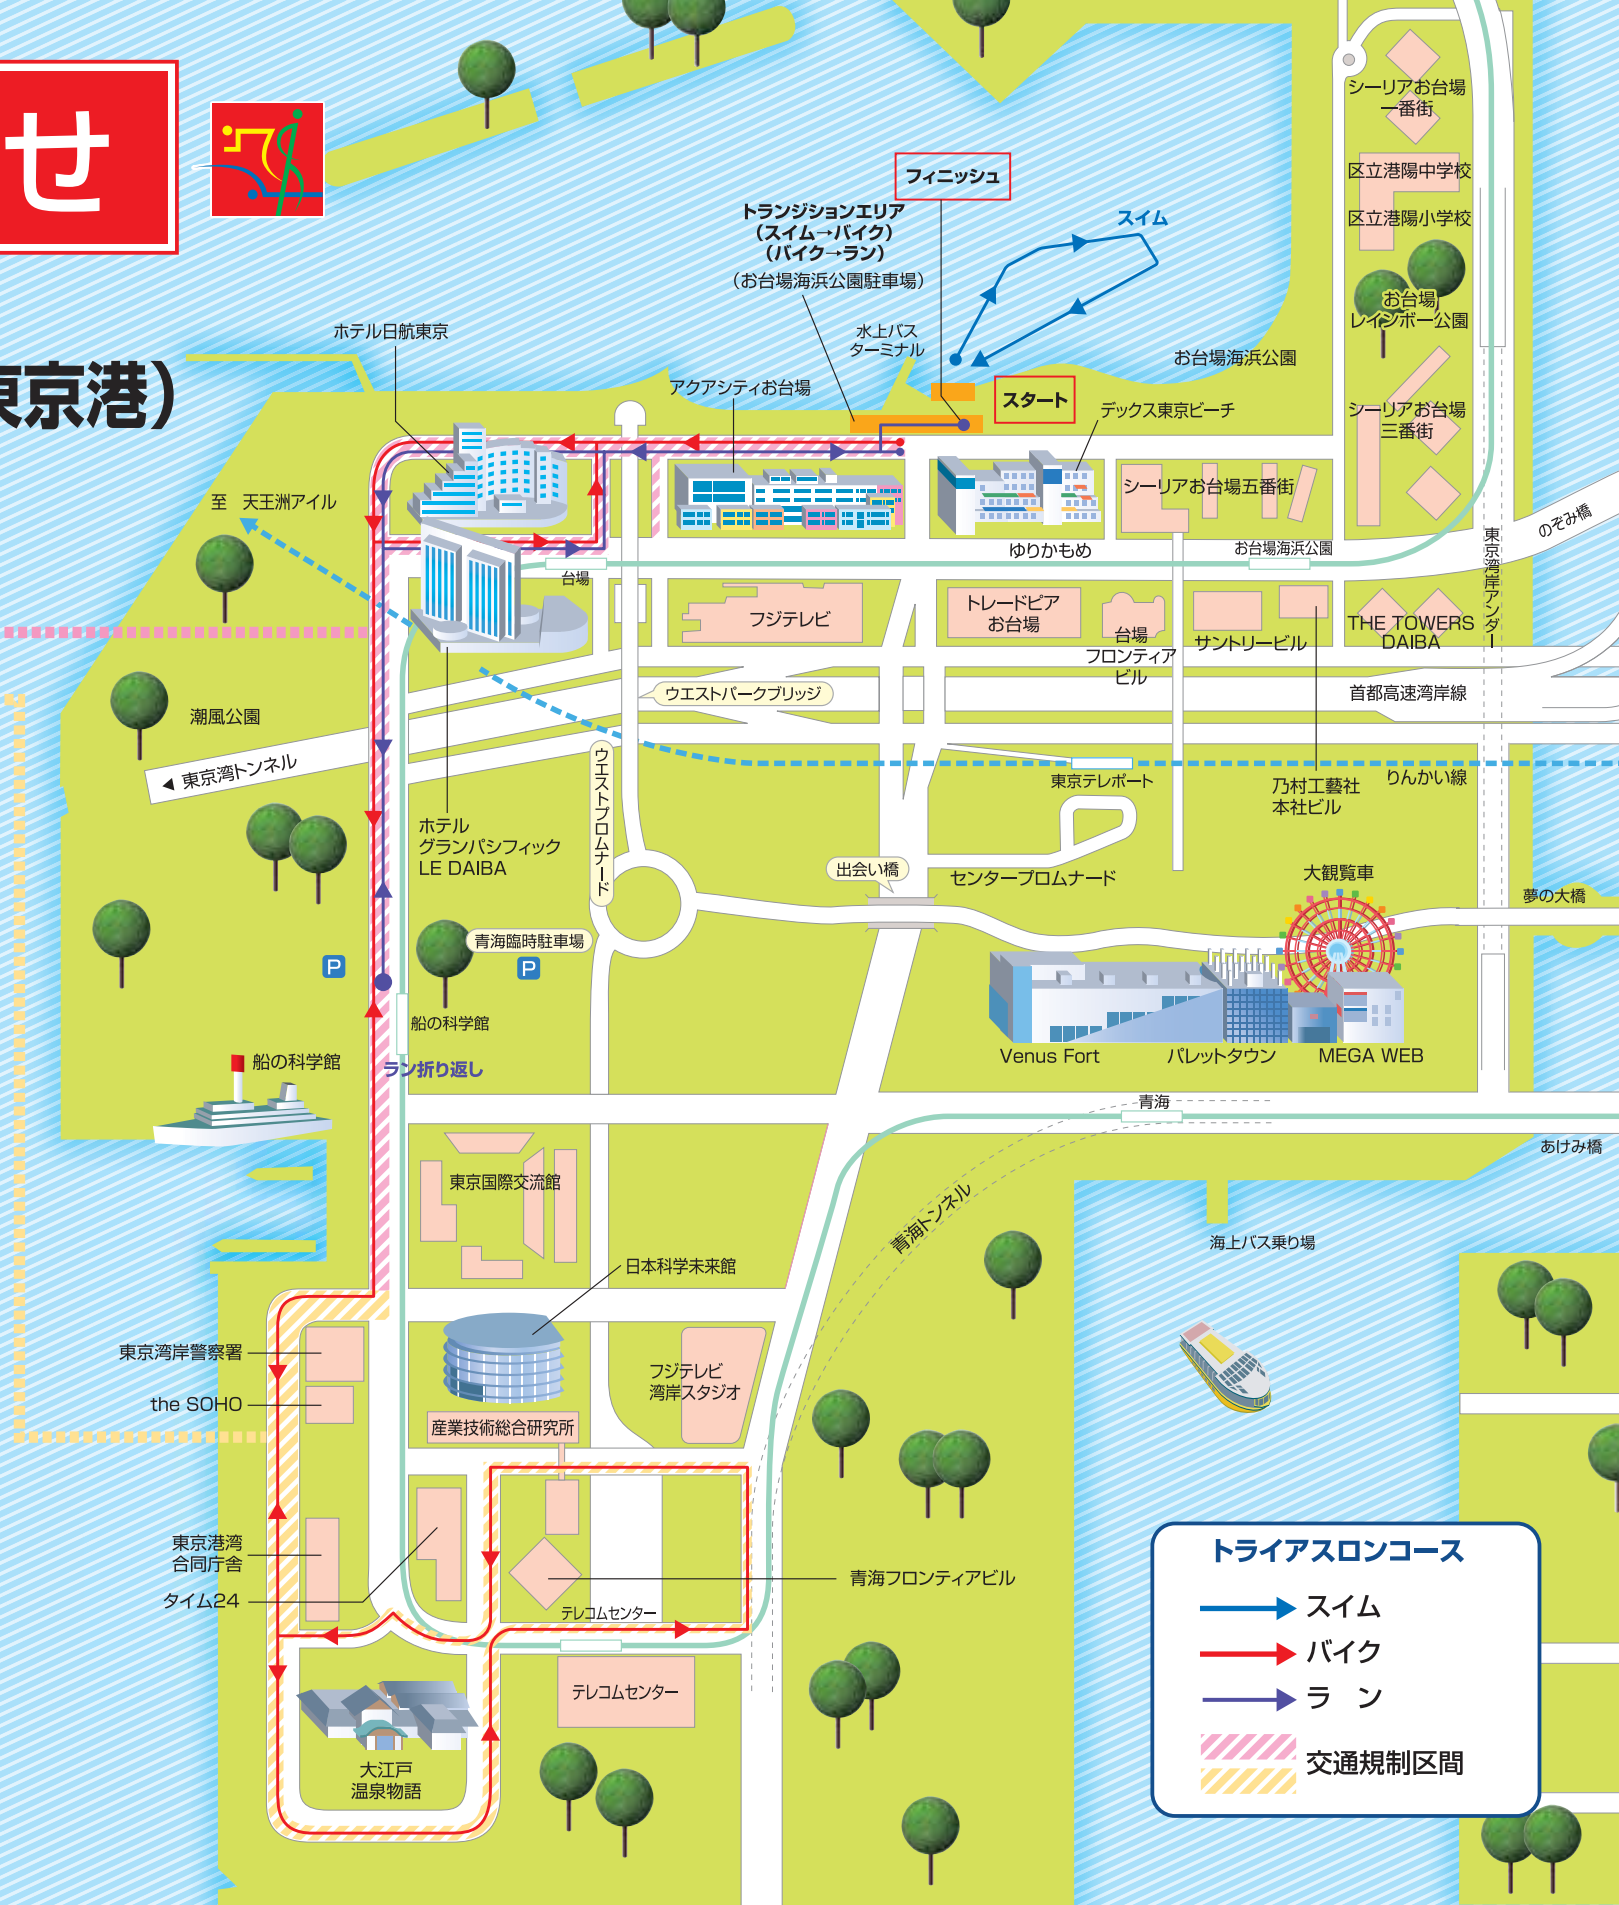 せ
東京港）
フィニッシュ
トランジションエリア
（スイム→バイク）
（バイク→ラン）
（お台場海浜公園駐車場）
スイム
水上バス
ターミナル
お台場海浜公園
スタート
ホテル日航東京
アクアシティお台場
デックス東京ビーチ
シーリアお台場
一番街
区立港陽中学校
区立港陽小学校
お台場
レインボー公園
シーリアお台場
三番街
シーリアお台場五番街
至　天王洲アイル
ゆりかもめ
お台場海浜公園
のぞみ橋
東京湾岸アンダー
台場
フジテレビ
トレードピア
お台場
台場
フロンティア
ビル
サントリービル
THE TOWERS
DAIBA
ウエストパークブリッジ
首都高速湾岸線
潮風公園
◀ 東京湾トンネル
ウエストプロムナード
東京テレポート
乃村工藝社
本社ビル
りんかい線
ホテル
グランパシフィック
LE DAIBA
出会い橋
センタープロムナード
大観覧車
夢の大橋
青海臨時駐車場
P
P
船の科学館
船の科学館
ラン折り返し
Venus Fort
パレットタウン
MEGA WEB
青海
あけみ橋
東京国際交流館
青海トンネル
海上バス乗り場
日本科学未来館
東京湾岸警察署
the SOHO
フジテレビ
湾岸スタジオ
産業技術総合研究所
東京港湾
合同庁舎
タイム24
青海フロンティアビル
テレコムセンター
テレコムセンター
大江戸
温泉物語
トライアスロンコース
スイム
バイク
ラ　ン
交通規制区間